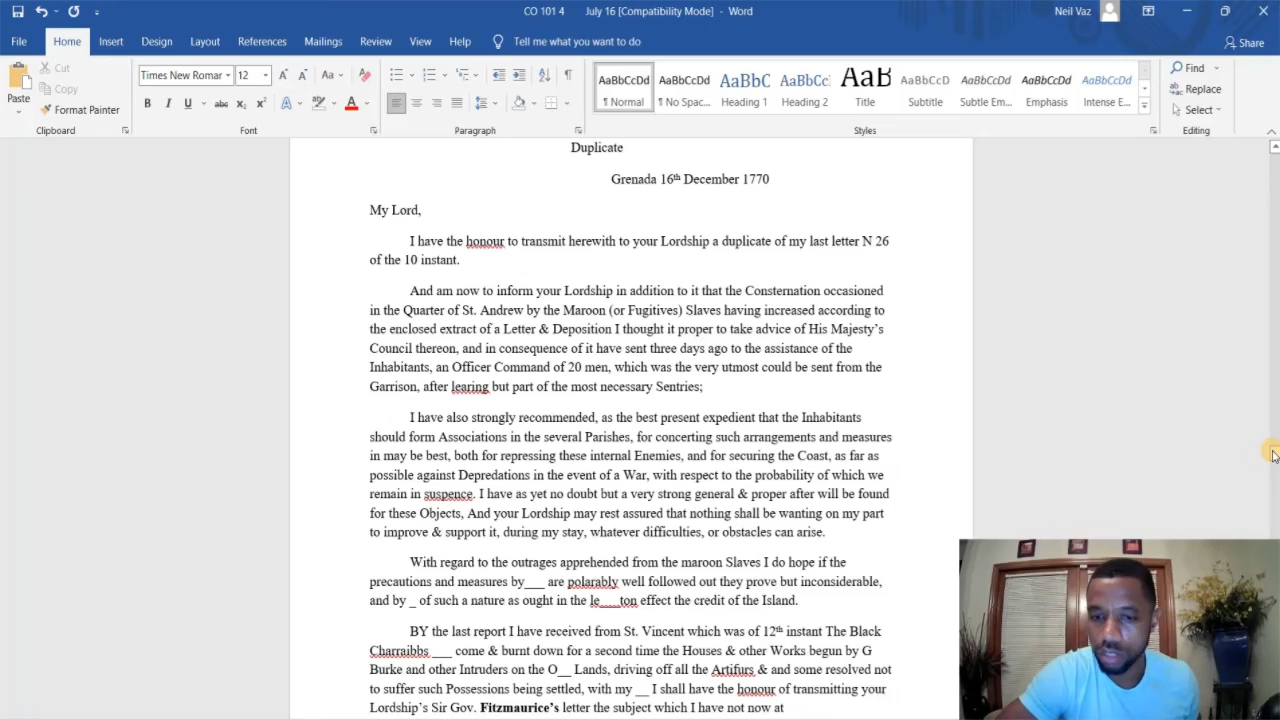 CO 101 4 July 16 [Compatibility Mode] - Word
Neil Vaz
File Home Insert Design Layout References Mailings Review View Help Tell me what you want to do
Share
Paste
Cut
Copy
Format Painter
Clipboard
Times New Romar 12
Aa
B I U abc x₂ x² A ab A
Font
Paragraph
AaBbCcDd AaBbCcDd AaBbC AaBbCc AaB AaBbCcD AaBbCcDd AaBbCcDd AaBbCcDd
¶ Normal ¶ No Spac... Heading 1 Heading 2 Title Subtitle Subtle Em... Emphasis Intense E...
Styles
Find
Replace
Select
Editing
Duplicate
Grenada 16th December 1770
My Lord,
I have the honour to transmit herewith to your Lordship a duplicate of my last letter N 26
of the 10 instant.
And am now to inform your Lordship in addition to it that the Consternation occasioned
in the Quarter of St. Andrew by the Maroon (or Fugitives) Slaves having increased according to
the enclosed extract of a Letter & Deposition I thought it proper to take advice of His Majesty's
Council thereon, and in consequence of it have sent three days ago to the assistance of the
Inhabitants, an Officer Command of 20 men, which was the very utmost could be sent from the
Garrison, after learing but part of the most necessary Sentries;
I have also strongly recommended, as the best present expedient that the Inhabitants
should form Associations in the several Parishes, for concerting such arrangements and measures
in may be best, both for repressing these internal Enemies, and for securing the Coast, as far as
possible against Depredations in the event of a War, with respect to the probability of which we
remain in suspence. I have as yet no doubt but a very strong general & proper after will be found
for these Objects, And your Lordship may rest assured that nothing shall be wanting on my part
to improve & support it, during my stay, whatever difficulties, or obstacles can arise.
With regard to the outrages apprehended from the maroon Slaves I do hope if the
precautions and measures by___ are polarably well followed out they prove but inconsiderable,
and by _ of such a nature as ought in the le___ton effect the credit of the Island.
BY the last report I have received from St. Vincent which was of 12th instant The Black
Charraibbs ___ come & burnt down for a second time the Houses & other Works begun by G
Burke and other Intruders on the O__ Lands, driving off all the Artifurs & and some resolved not
to suffer such Possessions being settled, with my __ I shall have the honour of transmitting your
Lordship's Sir Gov. Fitzmaurice's letter the subject which I have not now at